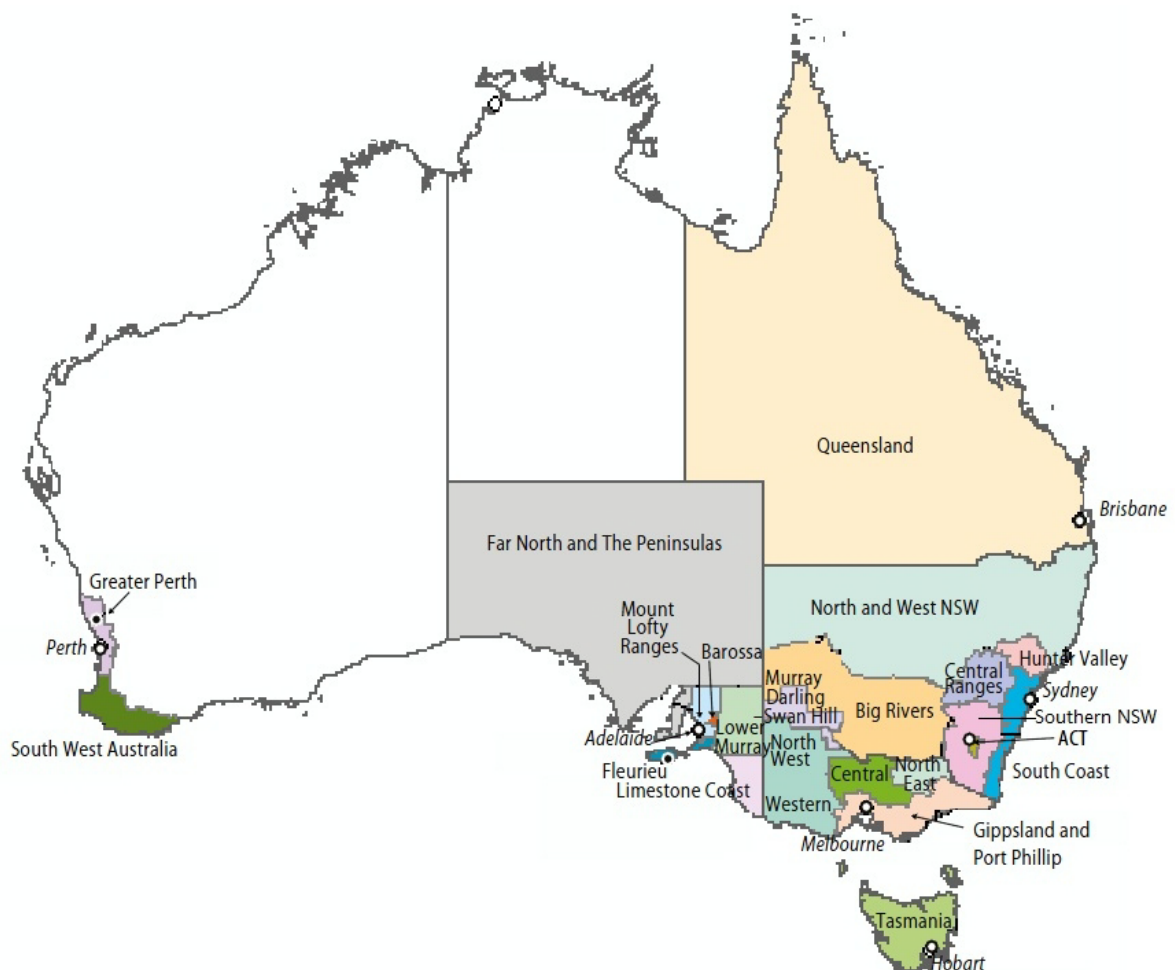 Queensland
Brisbane
Far North and The Peninsulas
Greater Perth
Mount
Lofty
Ranges
North and West NSW
Perth
Barossa
Hunter Valley
Central
Ranges
Murray
Darling
Swan Hill
Sydney
Big Rivers
Southern NSW
South West Australia
Adelaide
Lower
Murray
North
West
ACT
Fleurieu
Limestone Coast
Central
North
East
South Coast
Western
Melbourne
Gippsland and
Port Phillip
Tasmania
Hobart